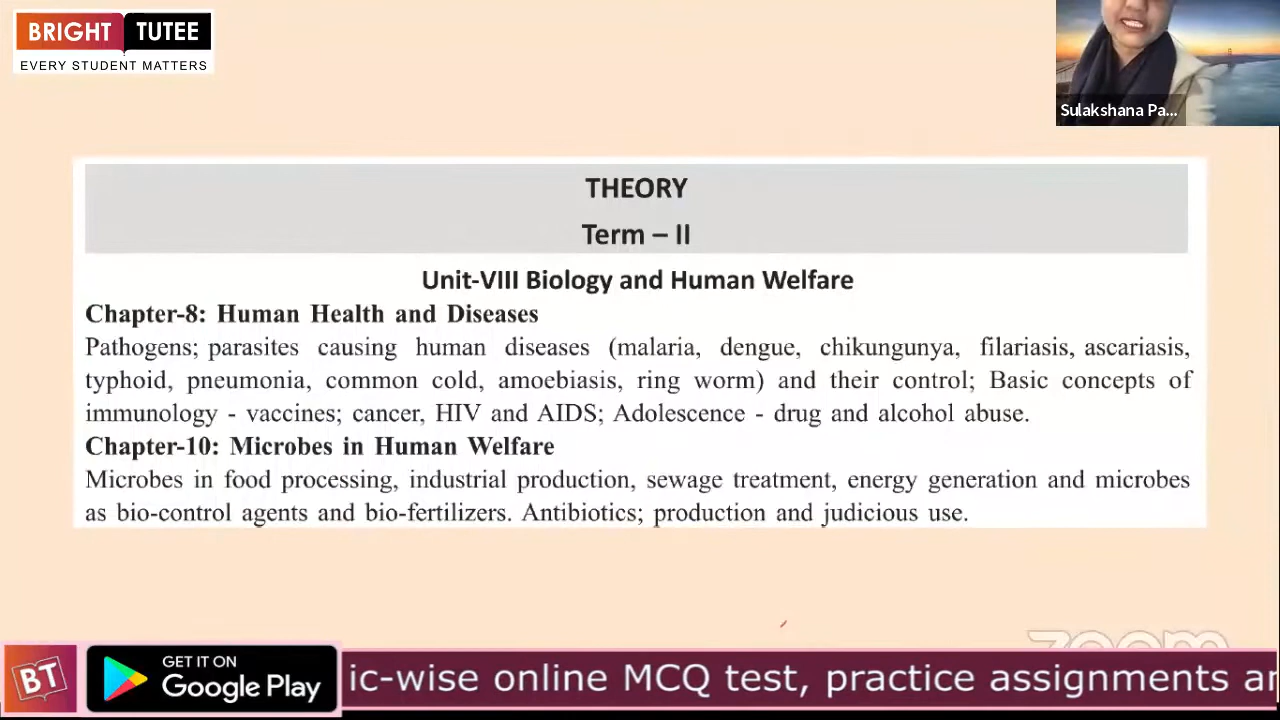 BRIGHT TUTEE
EVERY STUDENT MATTERS
Sulakshana Pa...
THEORY
Term – II
Unit-VIII Biology and Human Welfare
Chapter-8: Human Health and Diseases
Pathogens; parasites causing human diseases (malaria, dengue, chikungunya, filariasis, ascariasis,
typhoid, pneumonia, common cold, amoebiasis, ring worm) and their control; Basic concepts of
immunology - vaccines; cancer, HIV and AIDS; Adolescence - drug and alcohol abuse.
Chapter-10: Microbes in Human Welfare
Microbes in food processing, industrial production, sewage treatment, energy generation and microbes
as bio-control agents and bio-fertilizers. Antibiotics; production and judicious use.
zoom
BT
GET IT ON
Google Play
ic-wise online MCQ test, practice assignments an